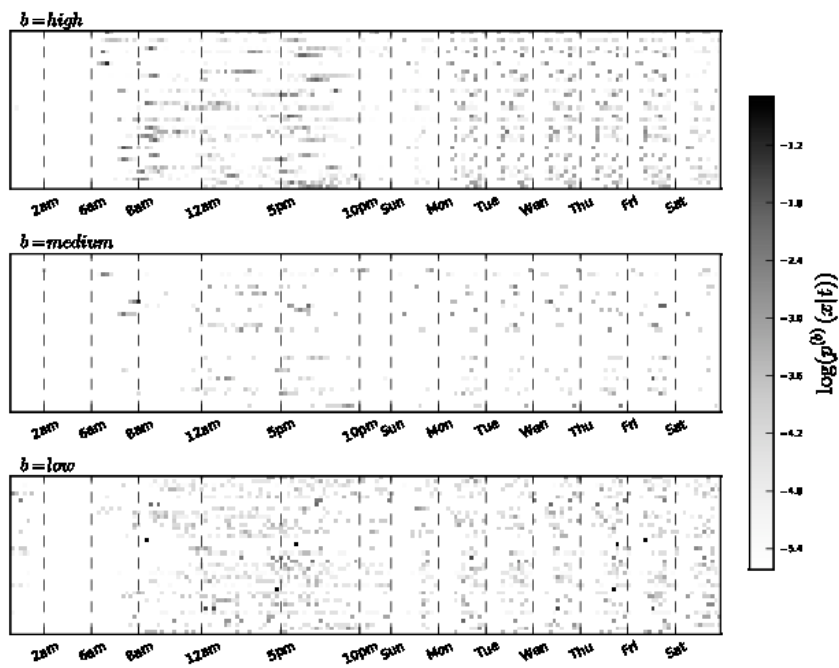 b=high
2am 6am 8am 12am 5pm 10pm Sun Mon Tue Wen Thu Fri Sat
b=medium
2am 6am 8am 12am 5pm 10pm Sun Mon Tue Wen Thu Fri Sat
b=low
2am 6am 8am 12am 5pm 10pm Sun Mon Tue Wen Thu Fri Sat
−1.2
−1.8
−2.4
−3.0
−3.6
−4.2
−4.8
−5.4
log(p^(b)(x|t))